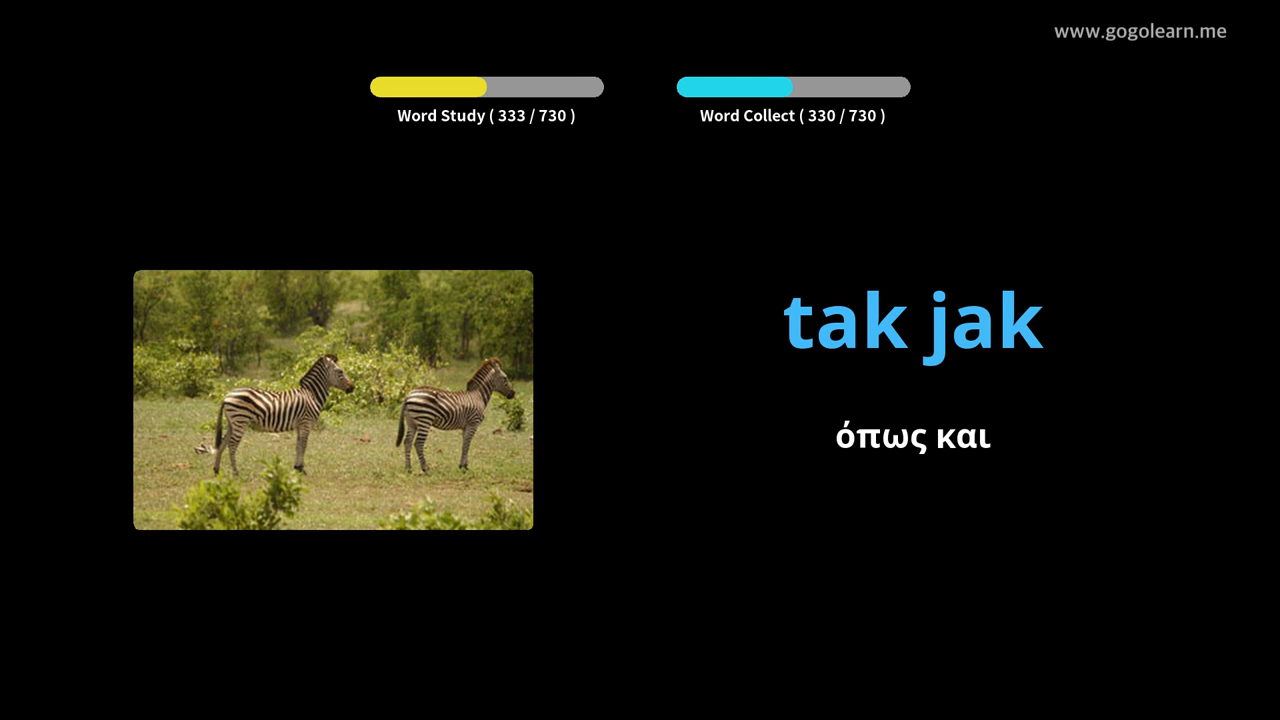 www.gogolearn.me
Word Study ( 333 / 730 )
Word Collect ( 330 / 730 )
tak jak
όπως και